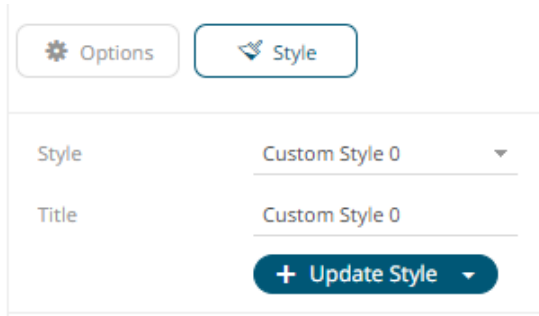 Options Style
Style Custom Style 0
Title Custom Style 0
+ Update Style